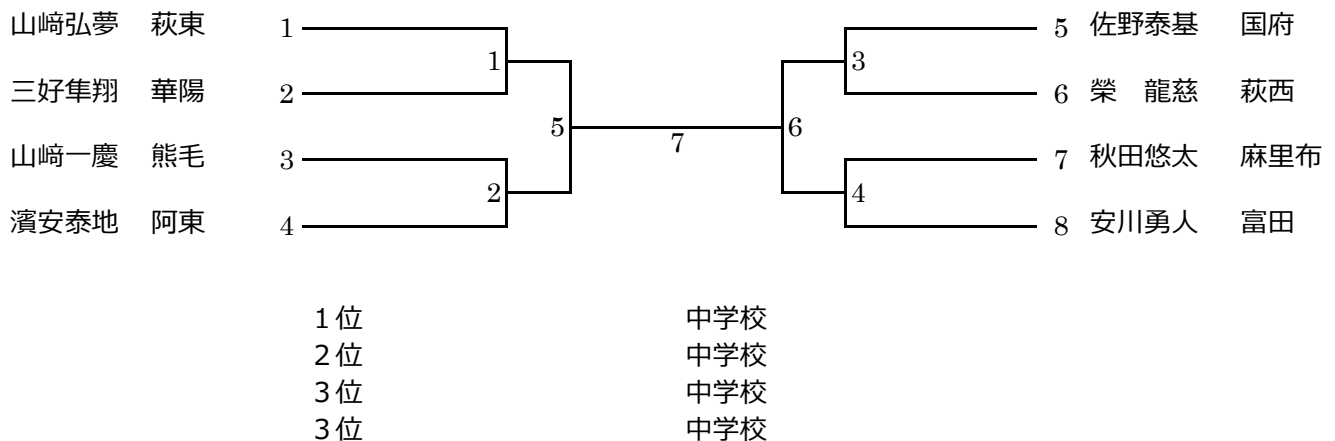 山﨑弘夢 萩東 1 5 佐野泰基 国府
1 3
三好隼翔 華陽 2 6 榮 龍慈 萩西
5 7 6
山﨑一慶 熊毛 3 7 秋田悠太 麻里布
2 4
濱安泰地 阿東 4 8 安川勇人 富田
1位 中学校
2位 中学校
3位 中学校
3位 中学校